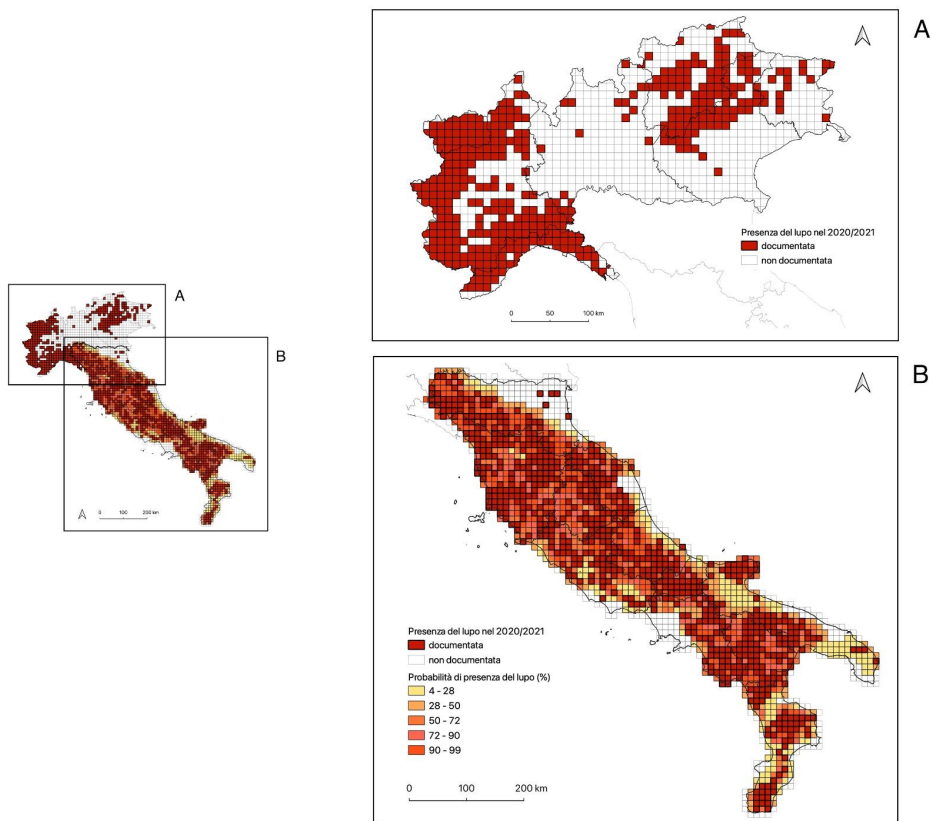 A
Presenza del lupo nel 2020/2021
documentata
non documentata
0 50 100 km
A
B
0 100 200 km
B
Presenza del lupo nel 2020/2021
documentata
non documentata
Probabilità di presenza del lupo (%)
4 - 28
28 - 50
50 - 72
72 - 90
90 - 99
0 100 200 km